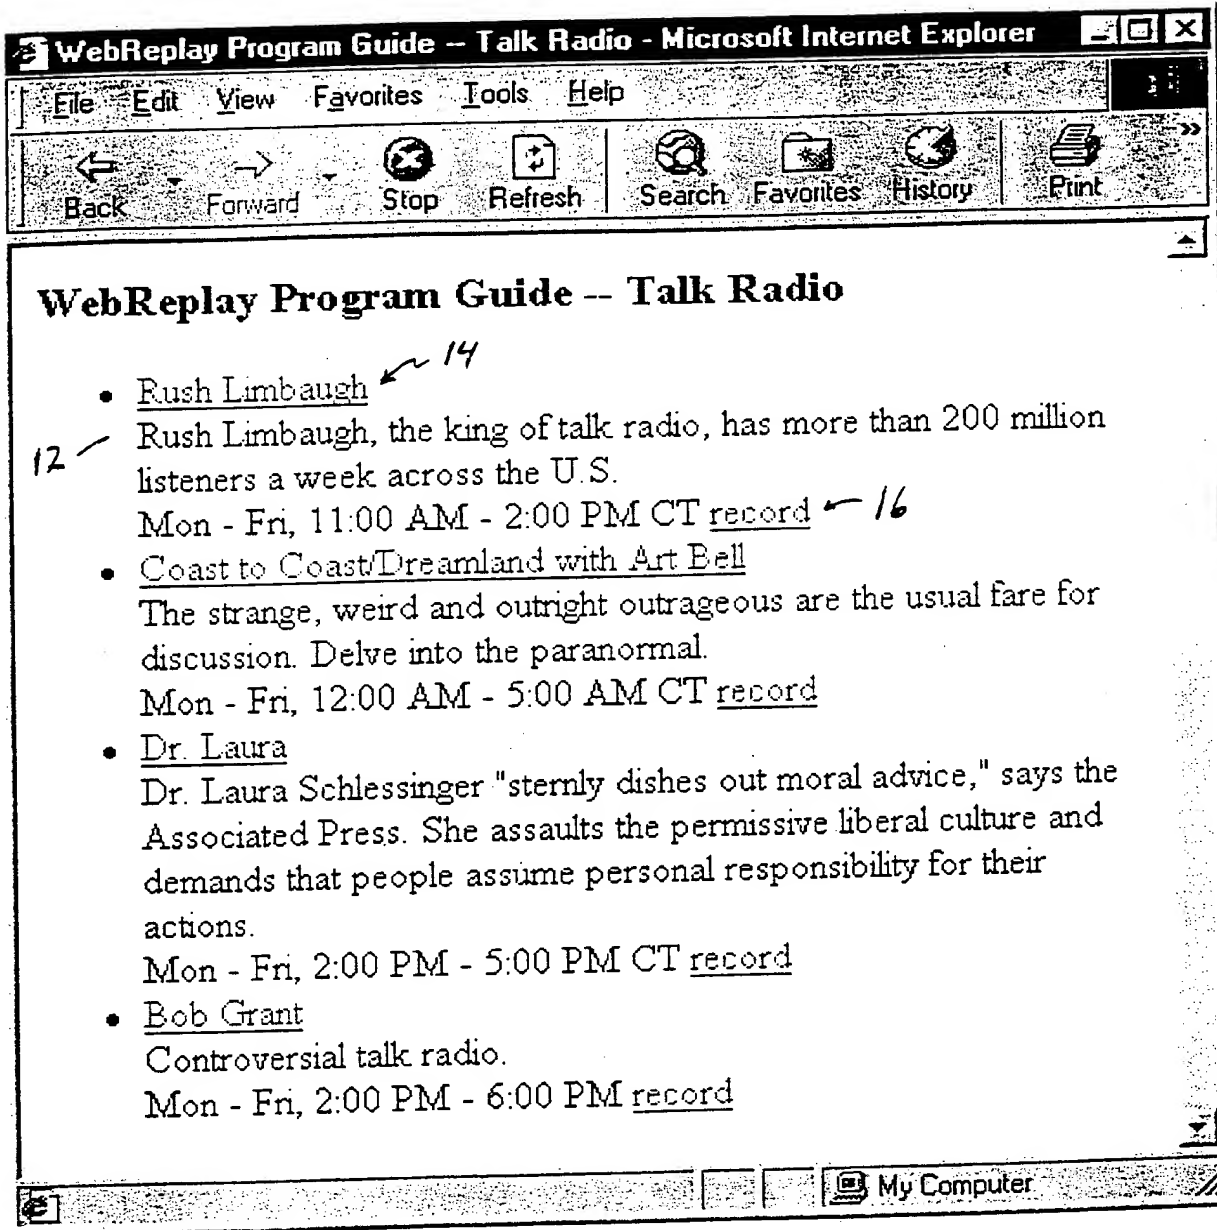 WebReplay Program Guide -- Talk Radio - Microsoft Internet Explorer
File Edit View Favorites Tools Help
Back Forward Stop Refresh Search Favorites History Print »
WebReplay Program Guide -- Talk Radio
14
• Rush Limbaugh
12
Rush Limbaugh, the king of talk radio, has more than 200 million
listeners a week across the U.S.
Mon - Fri, 11:00 AM - 2:00 PM CT record 16
• Coast to Coast/Dreamland with Art Bell
The strange, weird and outright outrageous are the usual fare for
discussion. Delve into the paranormal.
Mon - Fri, 12:00 AM - 5:00 AM CT record
• Dr. Laura
Dr. Laura Schlessinger "sternly dishes out moral advice," says the
Associated Press. She assaults the permissive liberal culture and
demands that people assume personal responsibility for their
actions.
Mon - Fri, 2:00 PM - 5:00 PM CT record
• Bob Grant
Controversial talk radio.
Mon - Fri, 2:00 PM - 6:00 PM record
My Computer